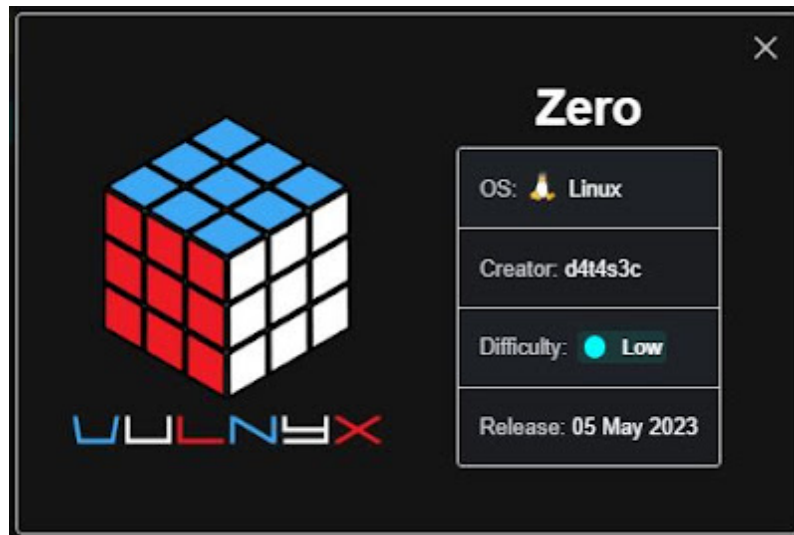 Zero
OS: Linux
Creator: d4t4s3c
Difficulty: Low
Release: 05 May 2023
VULNYX